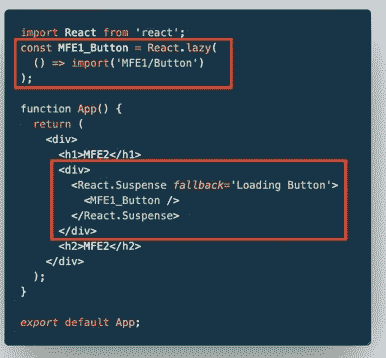 import React from 'react';
const MFE1_Button = React.lazy(
() => import('MFE1/Button')
);
function App() {
return (
<div>
<h1>MFE2</h1>
<div>
<React.Suspense fallback='Loading Button'>
<MFE1_Button />
</React.Suspense>
</div>
<h2>MFE2</h2>
</div>
);
}
export default App;